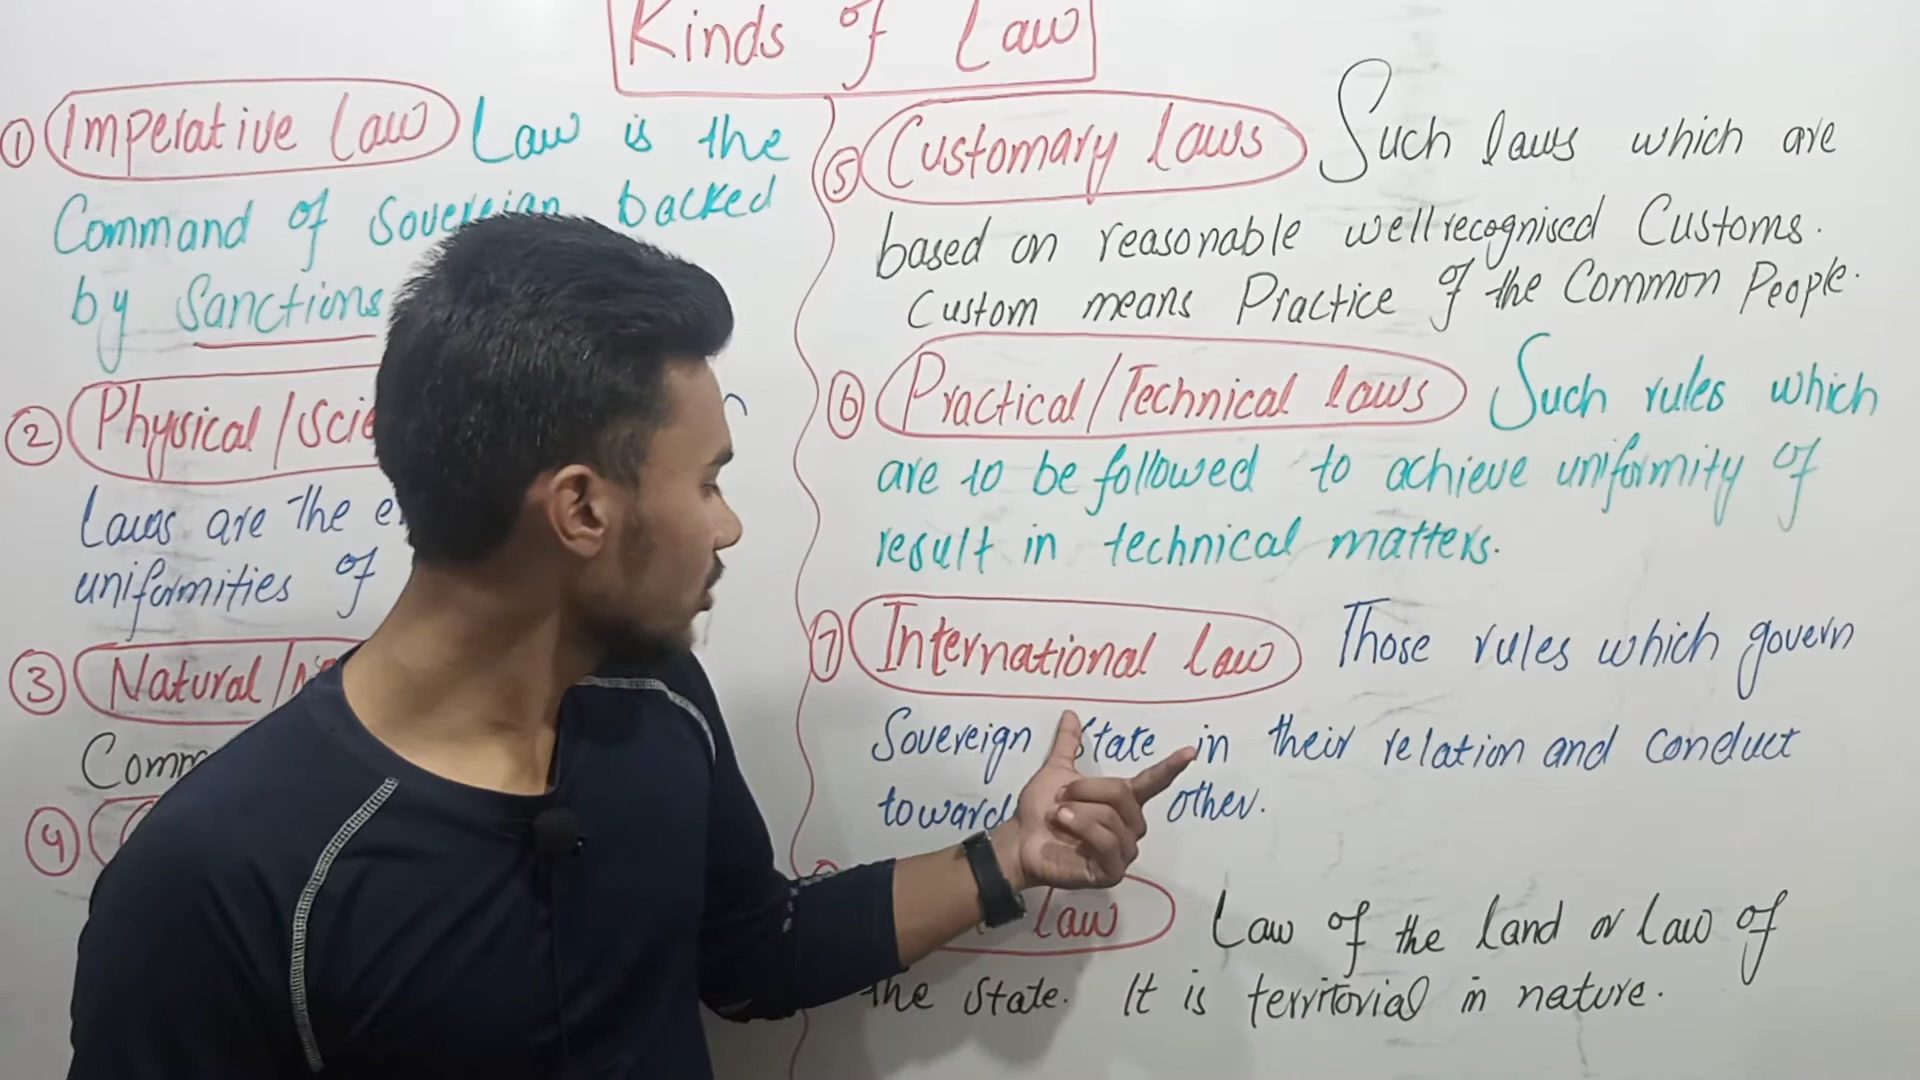 Kinds of Law
① Imperative Law Law is the
Command of Sovereign backed
by Sanctions
② Physical/Scie
Laws are the
uniformities of
③ Natural/
Comm
④
⑤ Customary laws Such laws which are
based on reasonable wellrecognised Customs.
Custom means Practice of the Common People.
⑥ Practical/Technical laws Such rules which
are to be followed to achieve uniformity of
result in technical matters.
⑦ International Law Those rules which govern
Sovereign State in their relation and conduct
toward other.
law Law of the land or Law of
the State. It is territorial in nature.